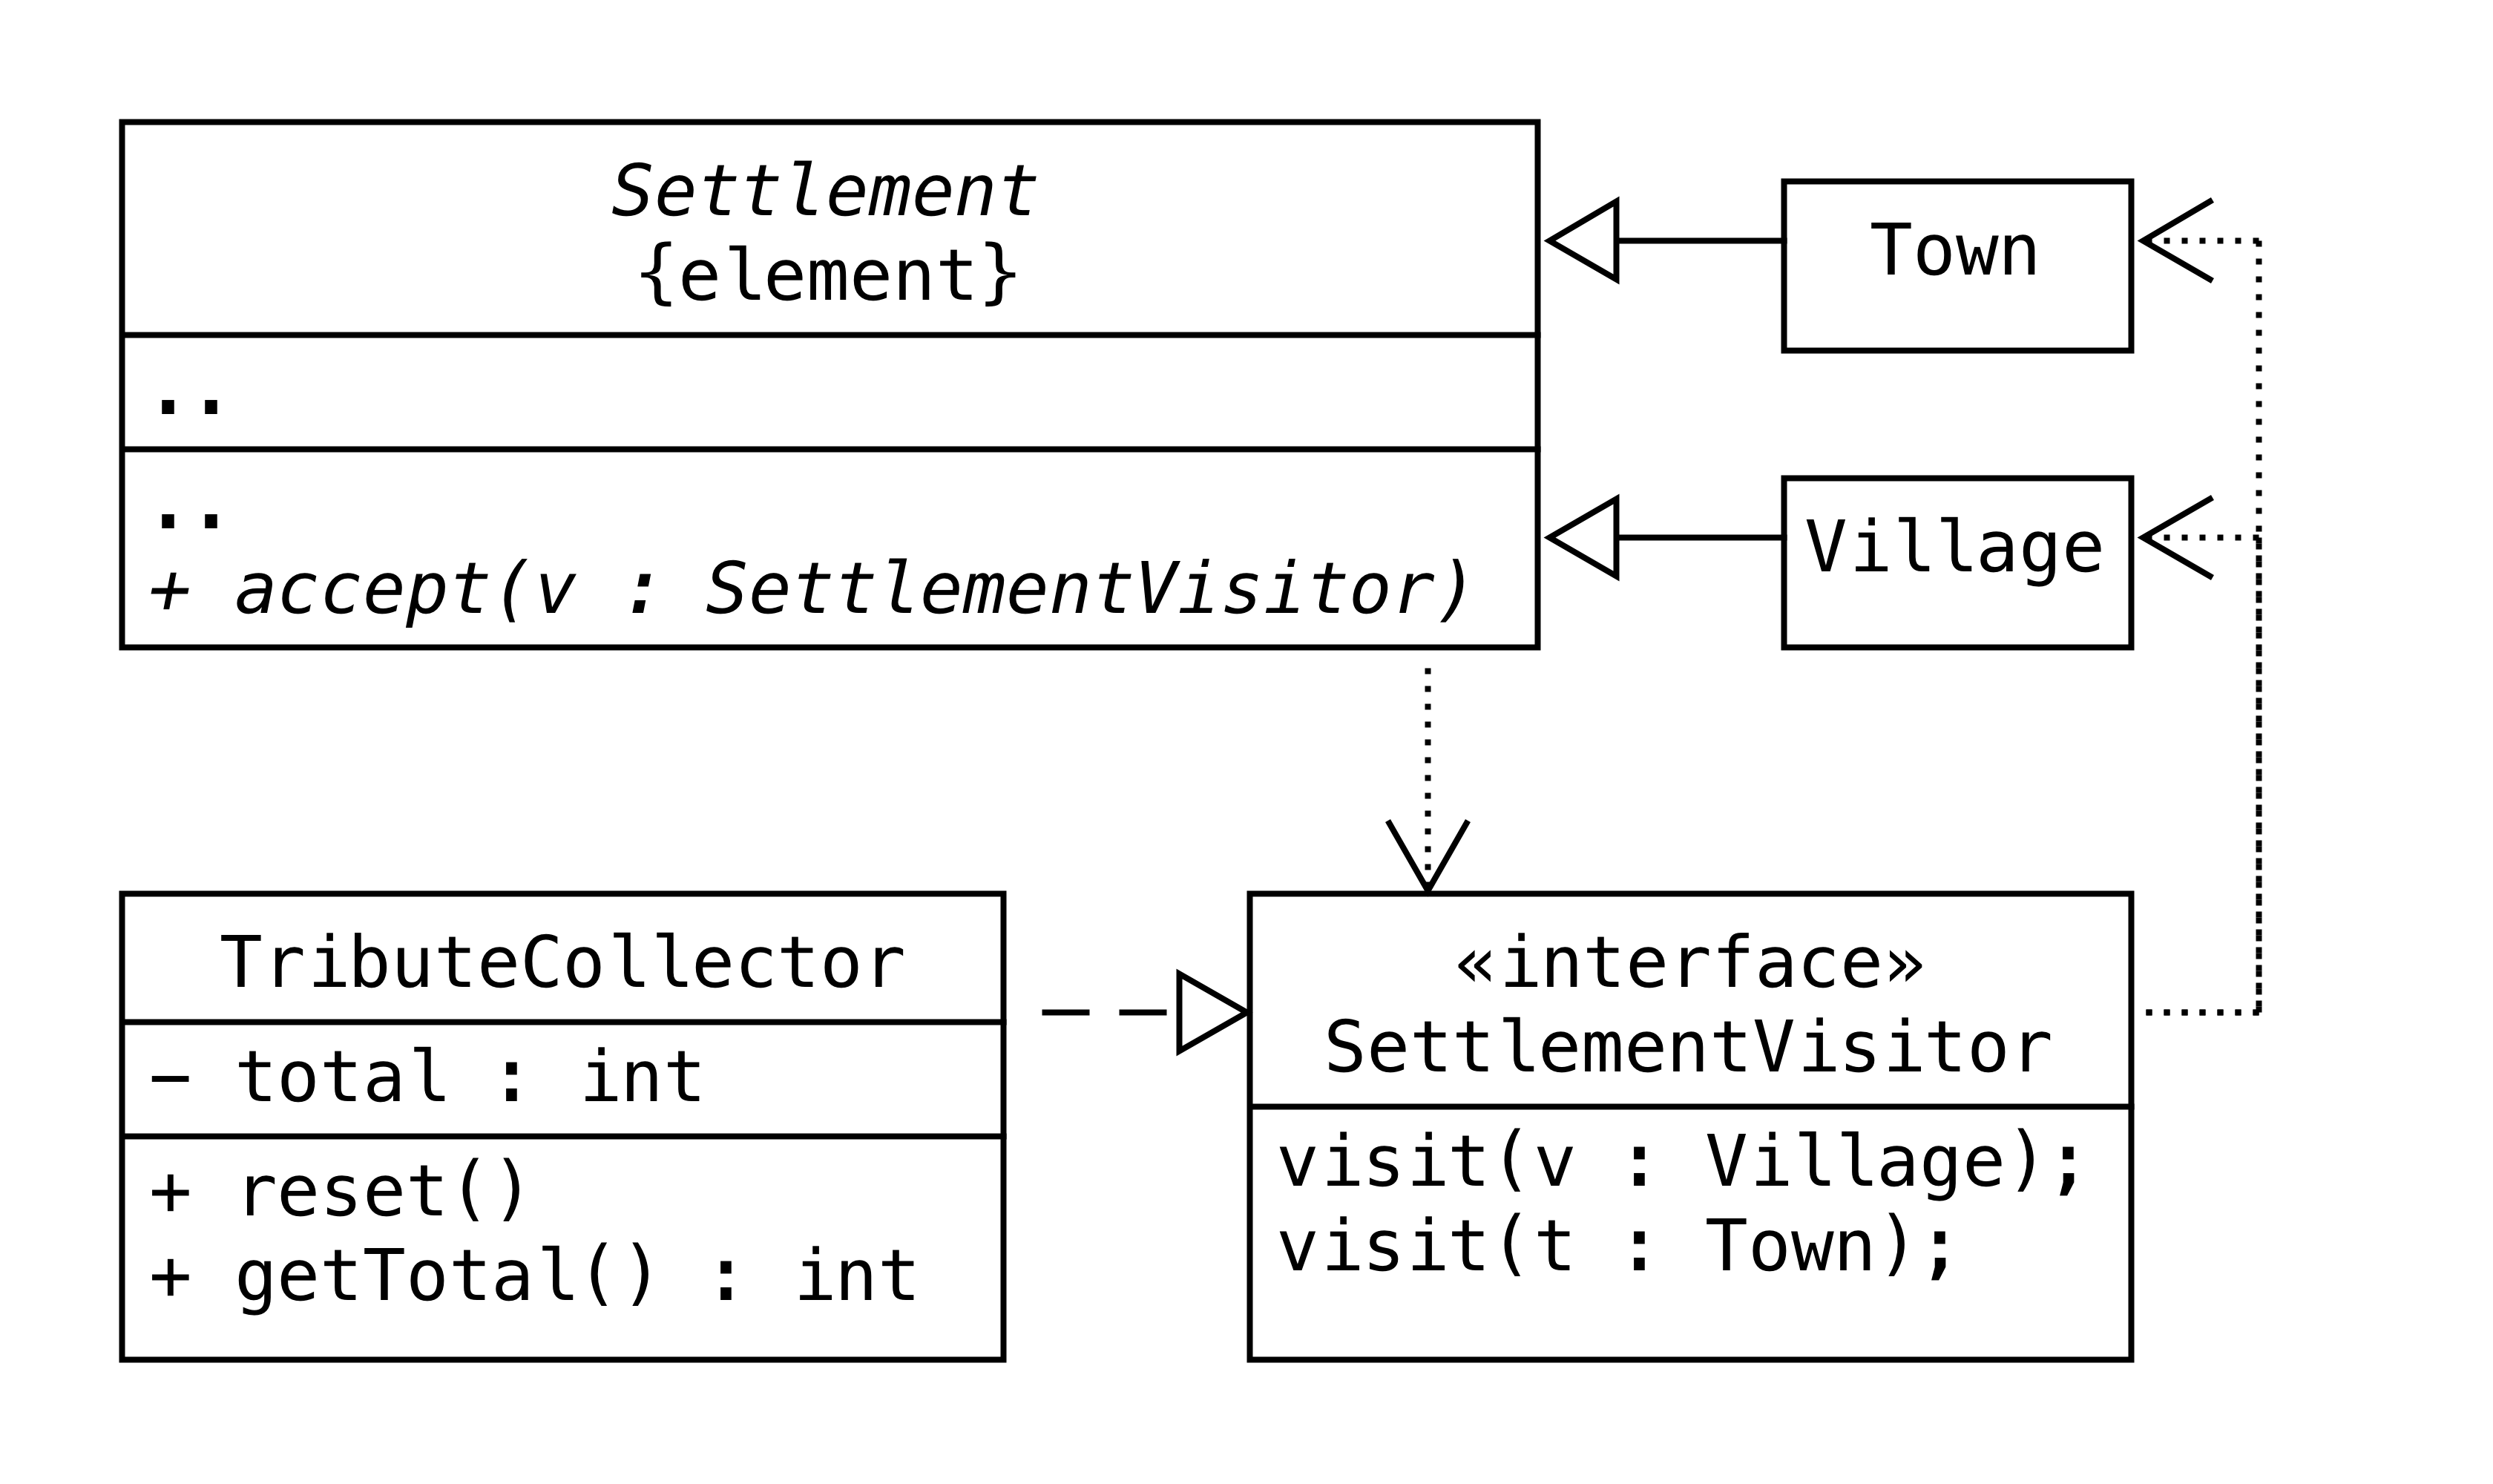 Settlement
{element}
..
..
+ accept(v : SettlementVisitor)
Town
Village
TributeCollector
− total : int
+ reset()
+ getTotal() : int
«interface»
SettlementVisitor
visit(v : Village);
visit(t : Town);